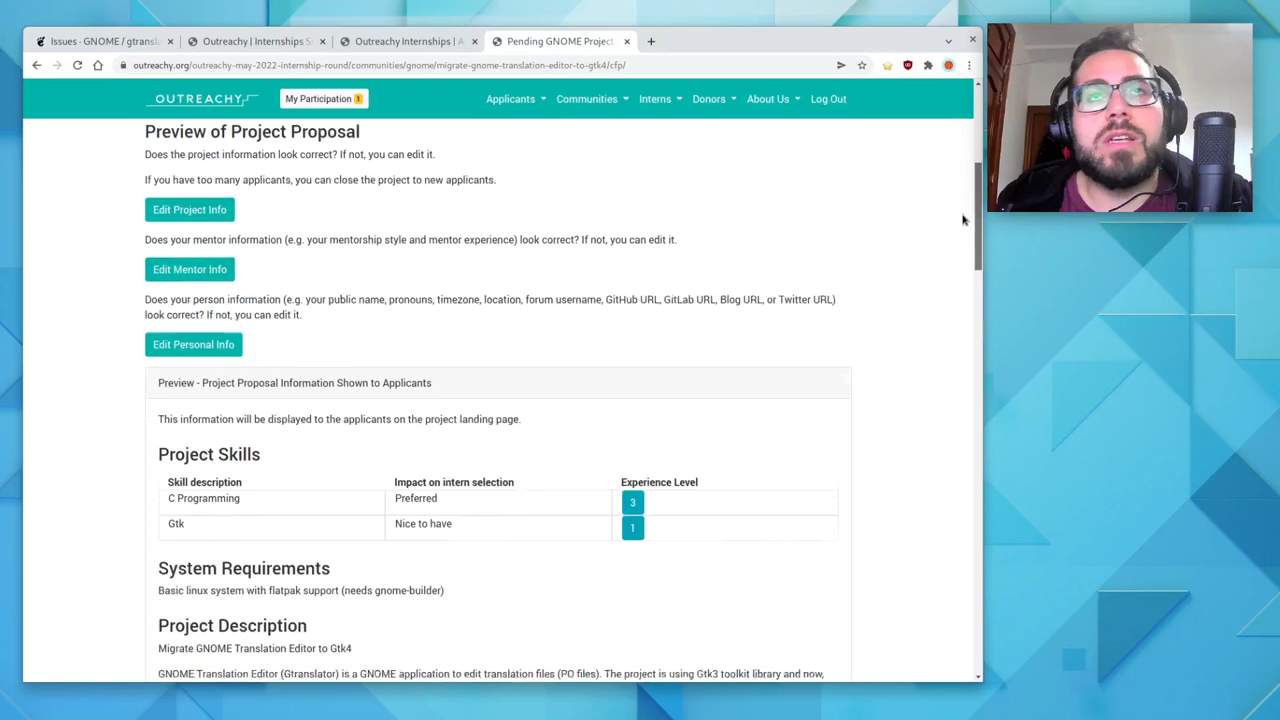 Issues · GNOME / gtransl
Outreachy | Internships S
Outreachy Internships | A
Pending GNOME Project
outreachy.org/outreachy-may-2022-internship-round/communities/gnome/migrate-gnome-translation-editor-to-gtk4/cfp/
OUTREACHY
My Participation 1
Applicants
Communities
Interns
Donors
About Us
Log Out
Preview of Project Proposal
Does the project information look correct? If not, you can edit it.
If you have too many applicants, you can close the project to new applicants.
Edit Project Info
Does your mentor information (e.g. your mentorship style and mentor experience) look correct? If not, you can edit it.
Edit Mentor Info
Does your person information (e.g. your public name, pronouns, timezone, location, forum username, GitHub URL, GitLab URL, Blog URL, or Twitter URL)
look correct? If not, you can edit it.
Edit Personal Info
Preview - Project Proposal Information Shown to Applicants
This information will be displayed to the applicants on the project landing page.
Project Skills
Skill description Impact on intern selection Experience Level
C Programming Preferred 3
Gtk Nice to have 1
System Requirements
Basic linux system with flatpak support (needs gnome-builder)
Project Description
Migrate GNOME Translation Editor to Gtk4
GNOME Translation Editor (Gtranslator) is a GNOME application to edit translation files (PO files). The project is using Gtk3 toolkit library and now,